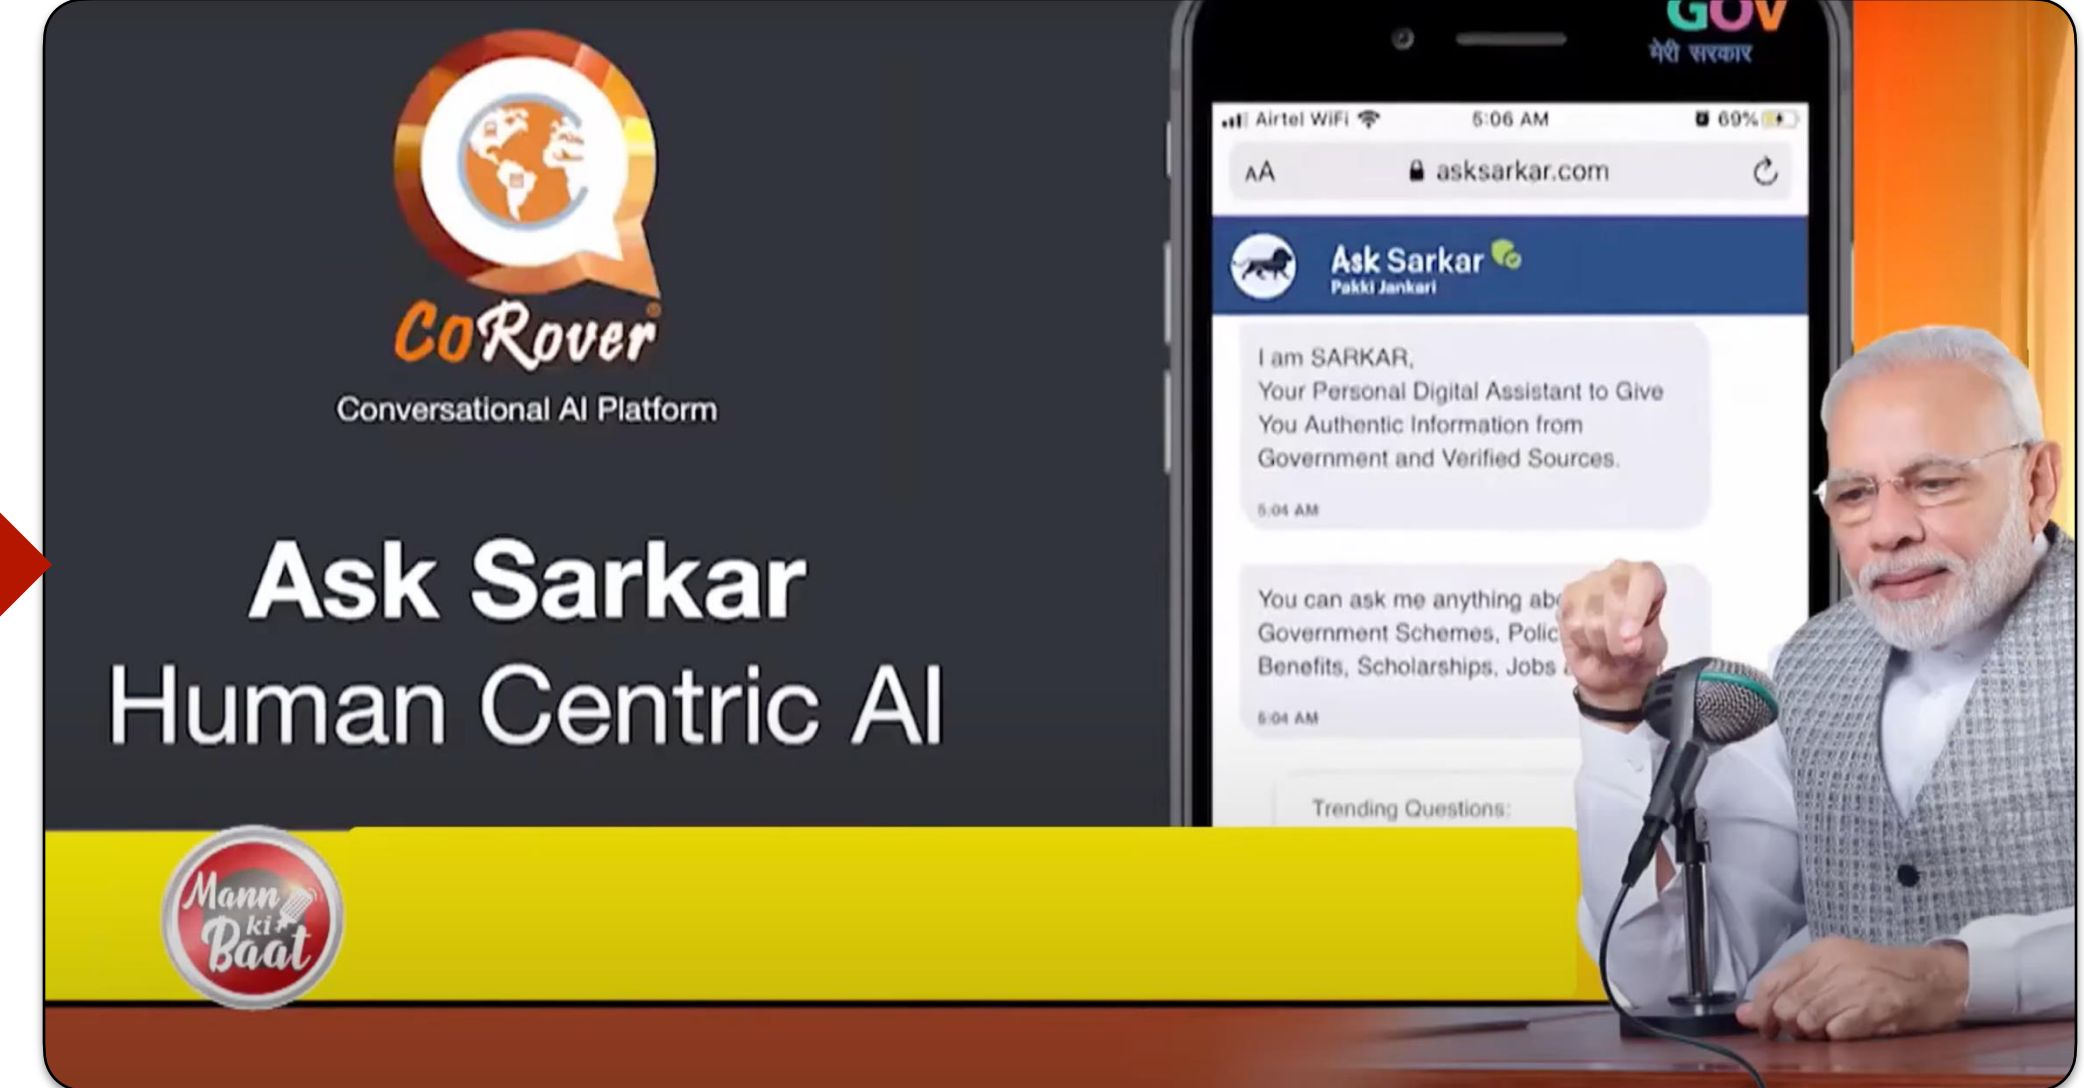 CoRover®
Conversational AI Platform
Ask Sarkar
Human Centric AI
Mann
ki
Baat
GOV
मेरी सरकार
Airtel WiFi 5:06 AM 69%
AA asksarkar.com
Ask Sarkar
Pakki Jankari
I am SARKAR,
Your Personal Digital Assistant to Give
You Authentic Information from
Government and Verified Sources.
5:04 AM
You can ask me anything
Government Schemes,
Benefits, Scholarships, Jobs
5:04 AM
Trending Questions: